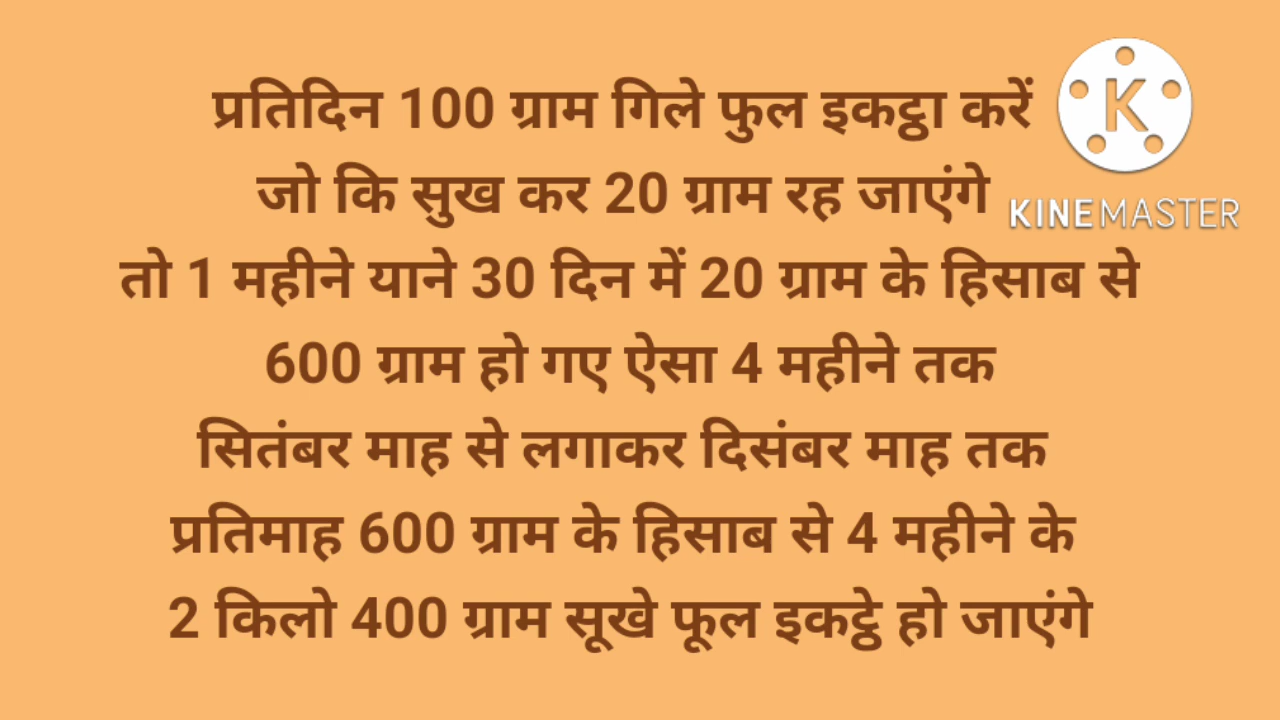 प्रतिदिन 100 ग्राम गिले फुल इकट्ठा करें
जो कि सुख कर 20 ग्राम रह जाएंगे
तो 1 महीने याने 30 दिन में 20 ग्राम के हिसाब से
600 ग्राम हो गए ऐसा 4 महीने तक
सितंबर माह से लगाकर दिसंबर माह तक
प्रतिमाह 600 ग्राम के हिसाब से 4 महीने के
2 किलो 400 ग्राम सूखे फूल इकट्ठे हो जाएंगे
K
KINEMASTER